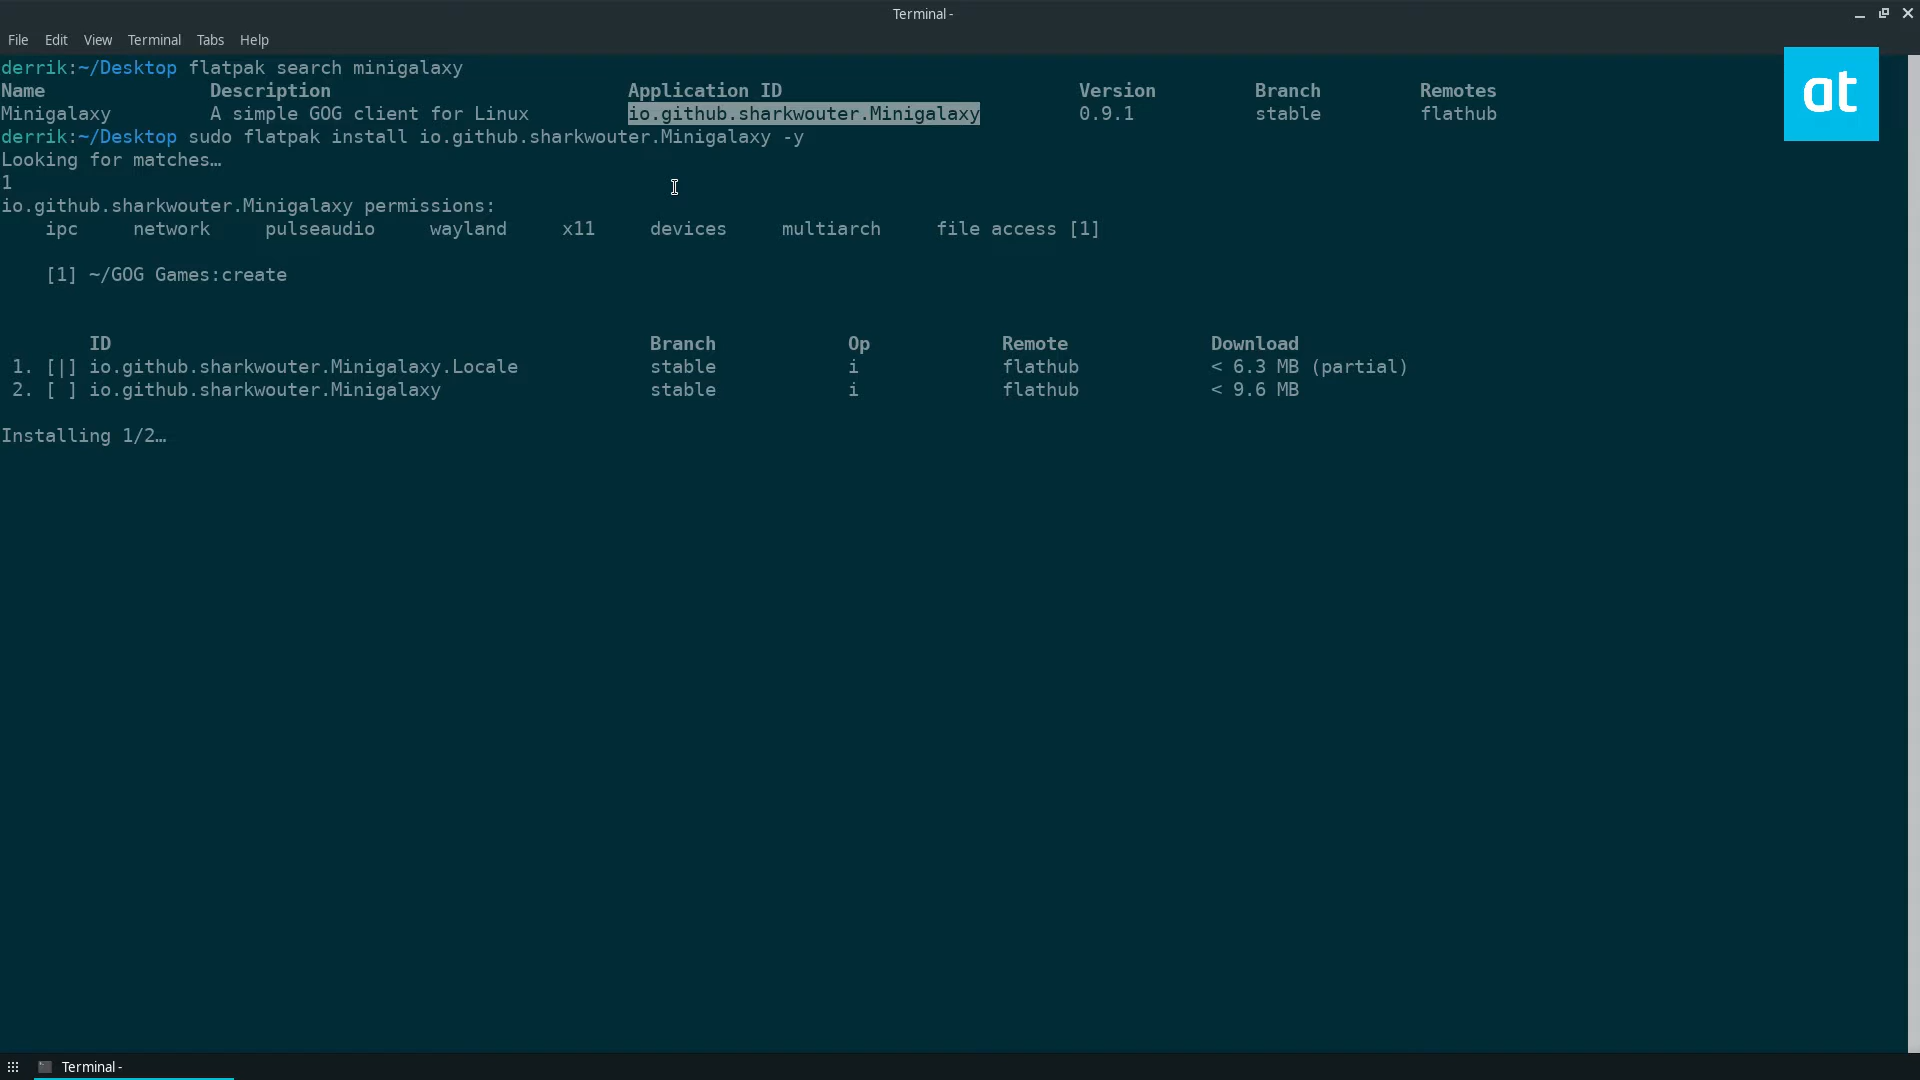 Terminal -
File Edit View Terminal Tabs Help
at
derrik:~/Desktop flatpak search minigalaxy
Name Description Application ID Version Branch Remotes
Minigalaxy A simple GOG client for Linux io.github.sharkwouter.Minigalaxy 0.9.1 stable flathub
derrik:~/Desktop sudo flatpak install io.github.sharkwouter.Minigalaxy -y
Looking for matches…
1
io.github.sharkwouter.Minigalaxy permissions:
ipc network pulseaudio wayland x11 devices multiarch file access [1]
[1] ~/GOG Games:create
ID Branch Op Remote Download
1. [|] io.github.sharkwouter.Minigalaxy.Locale stable i flathub < 6.3 MB (partial)
2. [ ] io.github.sharkwouter.Minigalaxy stable i flathub < 9.6 MB
Installing 1/2…
Terminal -